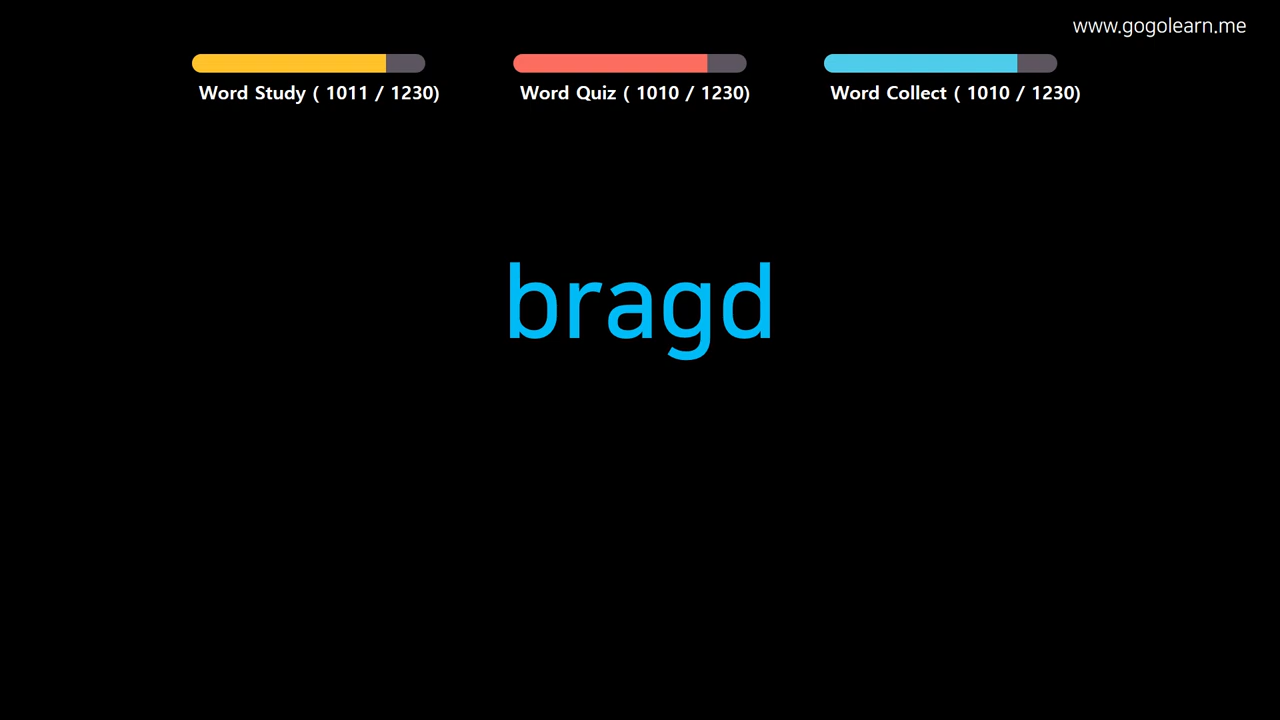 www.gogolearn.me
Word Study ( 1011 / 1230)
Word Quiz ( 1010 / 1230)
Word Collect ( 1010 / 1230)
bragd